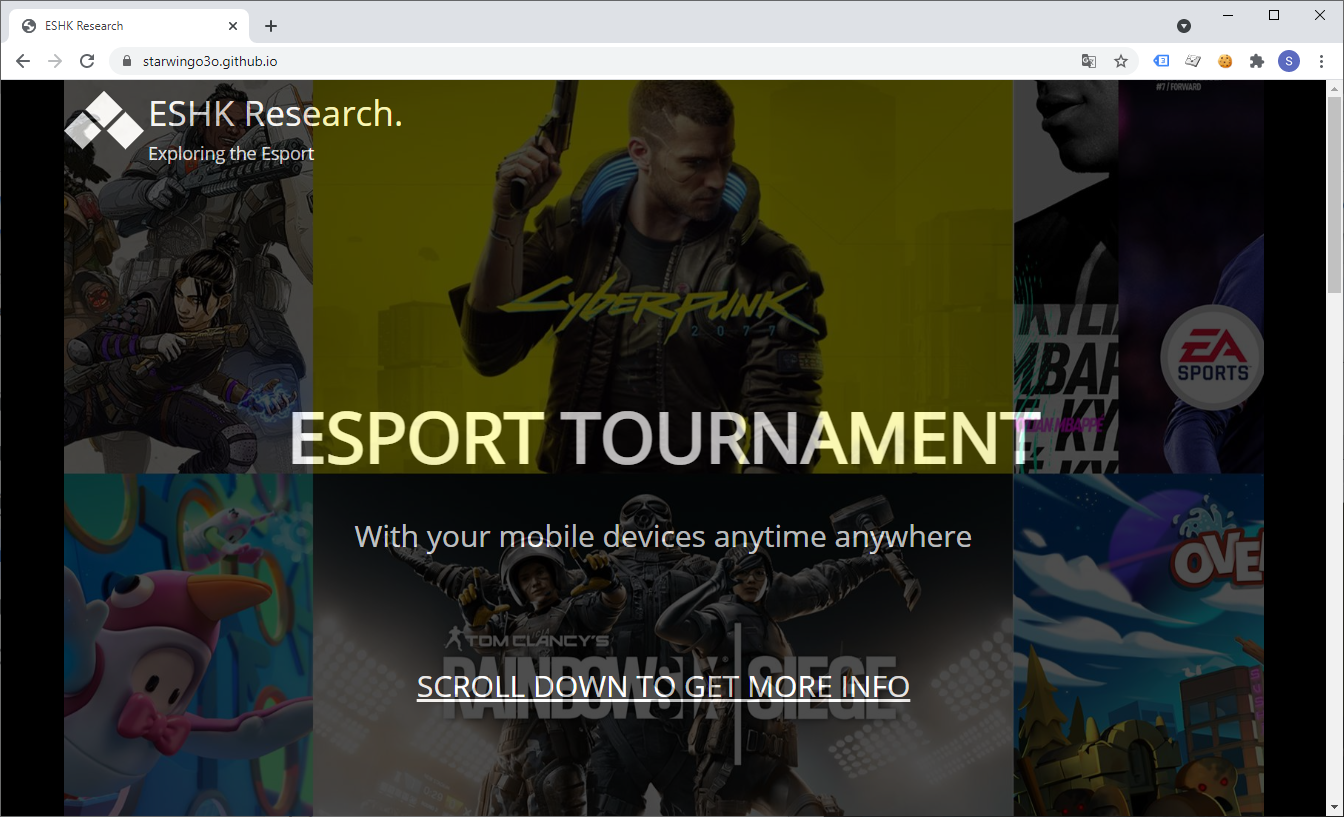 ESHK Research
starwingo3o.github.io
S
#7 / FORWARD
ESHK Research.
Exploring the Esport
CYBERPUNK
2077
EA
SPORTS
KYLIAN MBAPPÉ
ESPORT TOURNAMENT
With your mobile devices anytime anywhere
OVE
TOM CLANCY'S
RAINBOW SIX | SIEGE
SCROLL DOWN TO GET MORE INFO